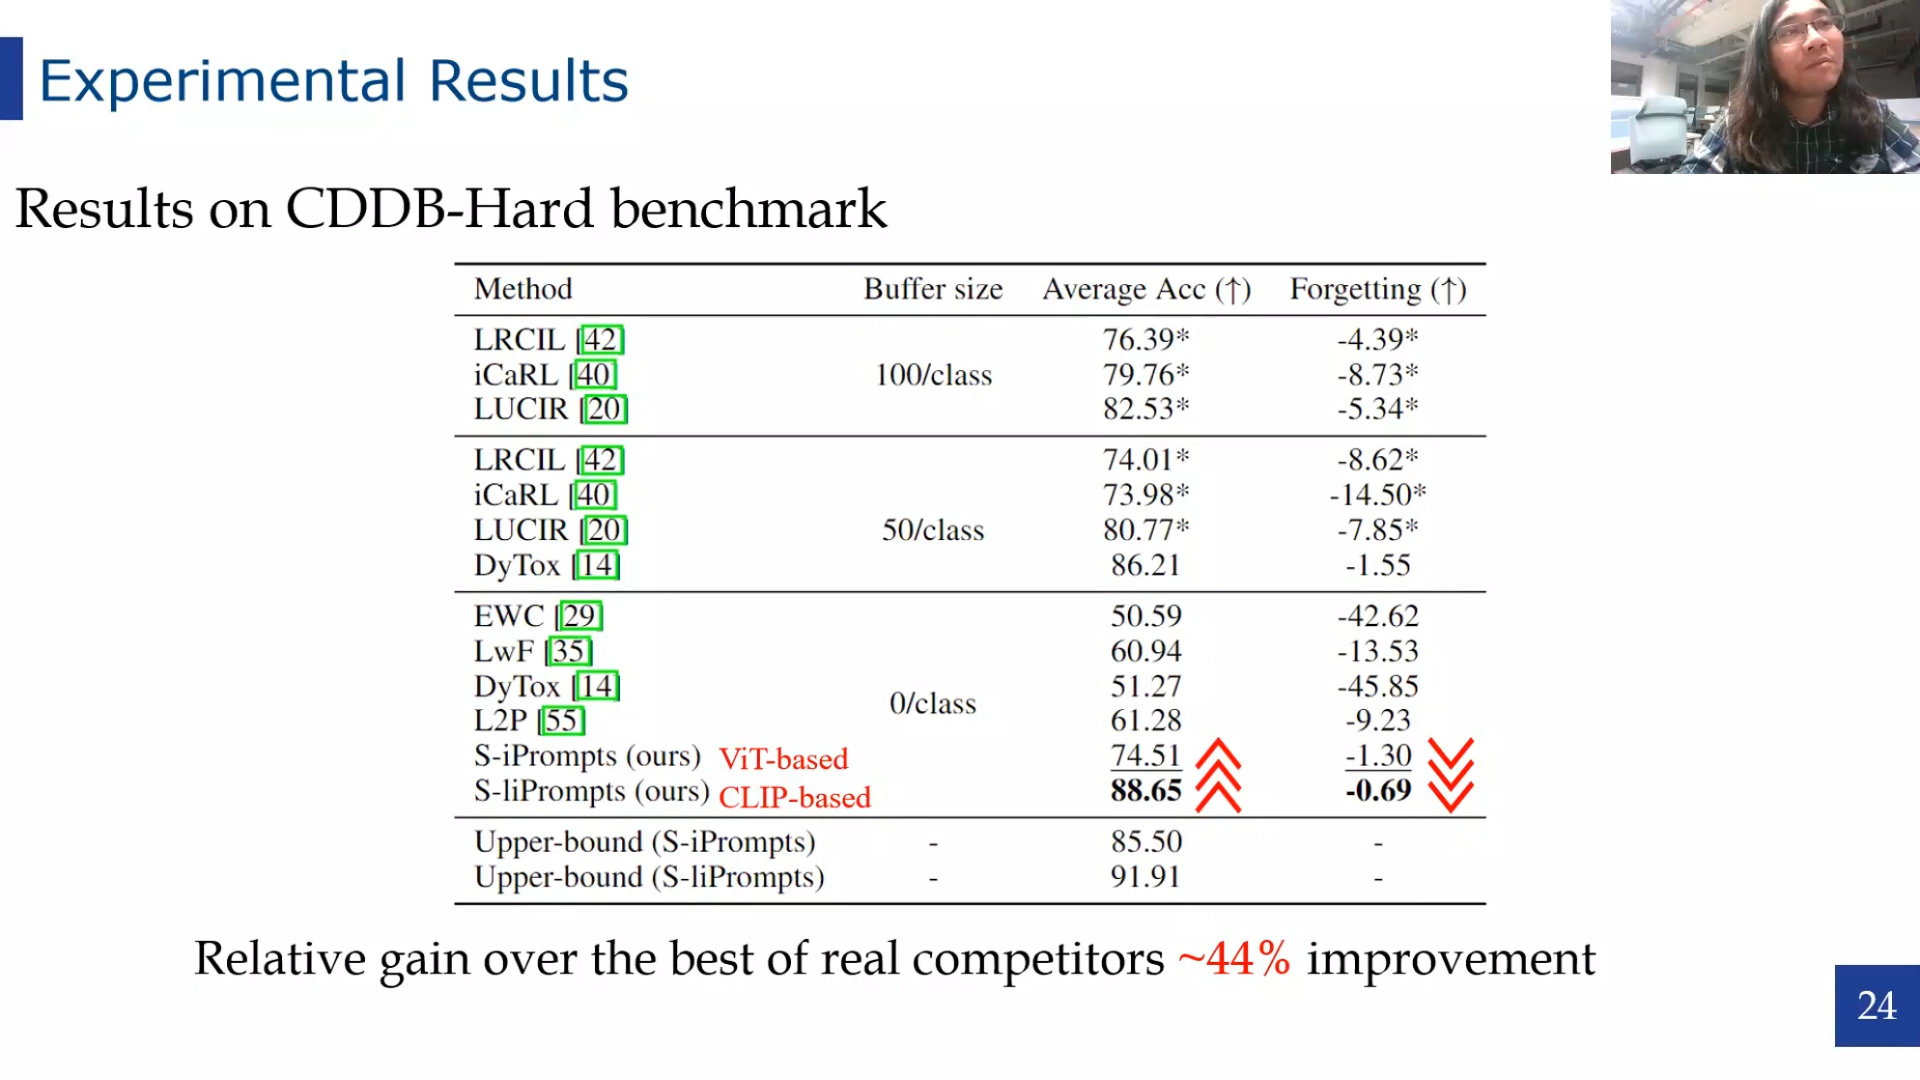 Experimental Results
Results on CDDB-Hard benchmark
Method Buffer size Average Acc (↑) Forgetting (↑)
LRCIL [42] 76.39* -4.39*
iCaRL [40] 100/class 79.76* -8.73*
LUCIR [20] 82.53* -5.34*
LRCIL [42] 74.01* -8.62*
iCaRL [40] 73.98* -14.50*
LUCIR [20] 50/class 80.77* -7.85*
DyTox [14] 86.21 -1.55
EWC [29] 50.59 -42.62
LwF [35] 60.94 -13.53
DyTox [14] 0/class 51.27 -45.85
L2P [55] 61.28 -9.23
S-iPrompts (ours) ViT-based 74.51 -1.30
S-liPrompts (ours) CLIP-based 88.65 -0.69
Upper-bound (S-iPrompts) - 85.50 -
Upper-bound (S-liPrompts) - 91.91 -
Relative gain over the best of real competitors ~44% improvement
24